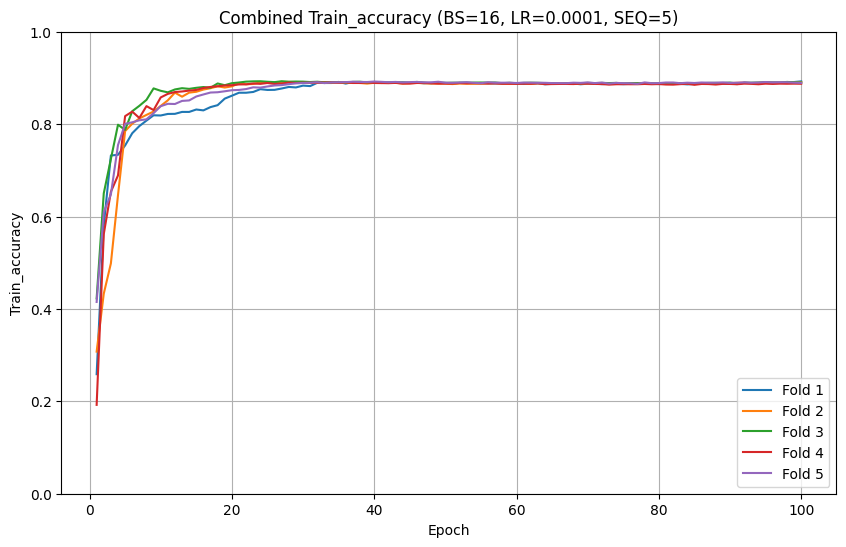 Combined Train_accuracy (BS=16, LR=0.0001, SEQ=5)
Train_accuracy
1.0
0.8
0.6
0.4
0.2
0.0
0 20 40 60 80 100
Epoch
Fold 1
Fold 2
Fold 3
Fold 4
Fold 5